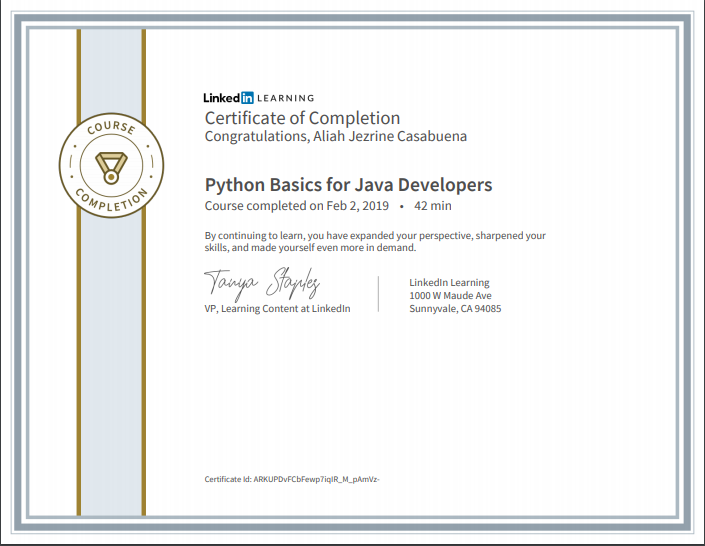 COURSE
COMPLETION
Linkedin LEARNING
Certificate of Completion
Congratulations, Aliah Jezrine Casabuena
Python Basics for Java Developers
Course completed on Feb 2, 2019 • 42 min
By continuing to learn, you have expanded your perspective, sharpened your
skills, and made yourself even more in demand.
Tanya Staples
VP, Learning Content at LinkedIn
LinkedIn Learning
1000 W Maude Ave
Sunnyvale, CA 94085
Certificate Id: ARKUPDvFCbFewp7iqIR_M_pAmVz-